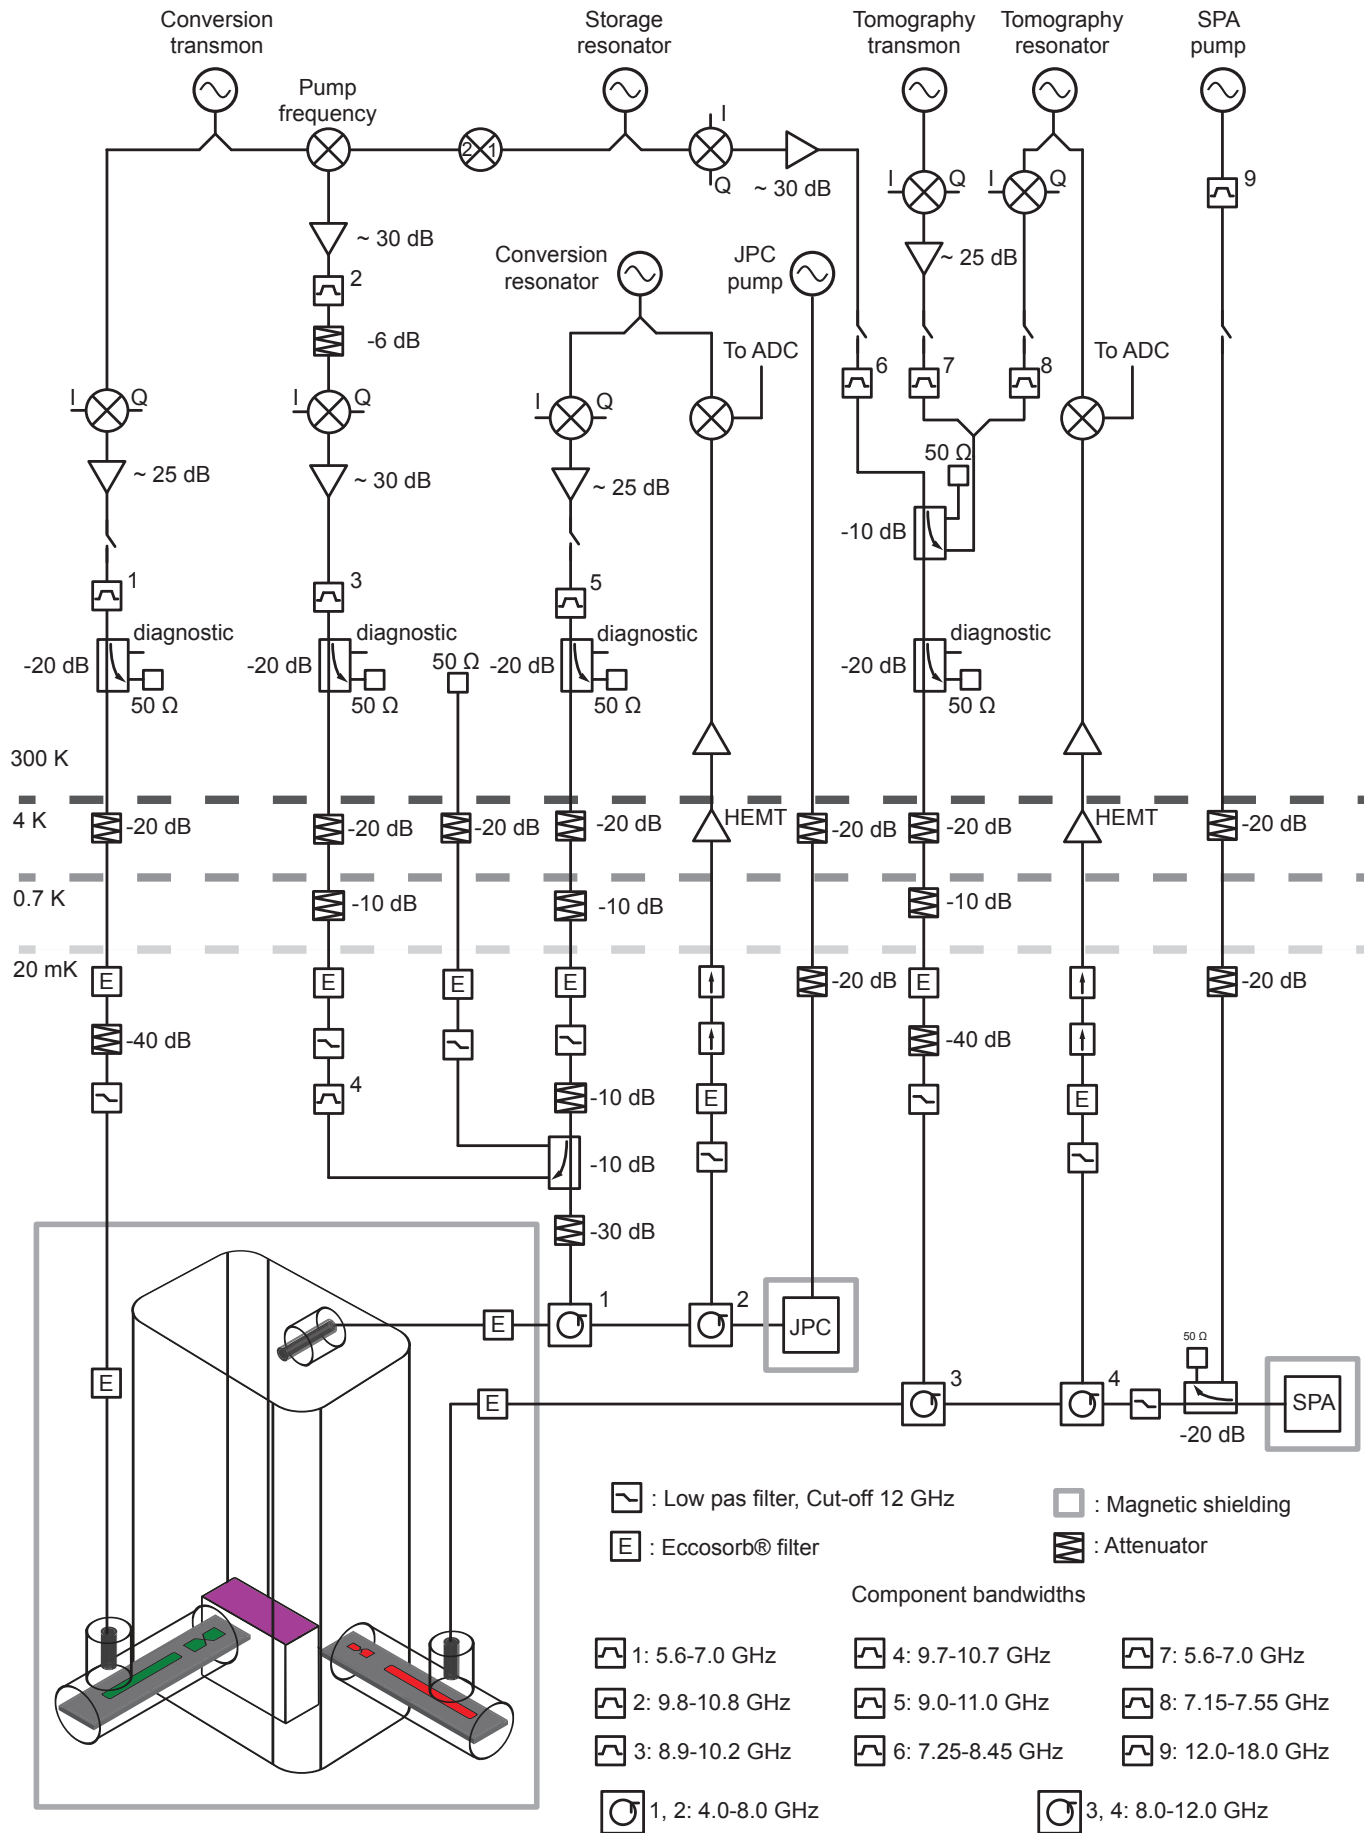 Conversion
transmon
Storage
resonator
Tomography
transmon
Tomography
resonator
SPA
pump
Pump
frequency
2 1
I
Q
~ 30 dB
I Q
I Q
9
~ 30 dB
Conversion
resonator
JPC
pump
~ 25 dB
2
-6 dB
To ADC
6
7
8
To ADC
I Q
I Q
I Q
~ 25 dB
~ 30 dB
~ 25 dB
50 Ω
-10 dB
1
3
5
diagnostic
-20 dB
50 Ω
diagnostic
-20 dB
50 Ω
50 Ω
diagnostic
-20 dB
50 Ω
diagnostic
-20 dB
50 Ω
300 K
4 K
-20 dB
-20 dB
-20 dB
-20 dB
HEMT
-20 dB
-20 dB
HEMT
-20 dB
0.7 K
-10 dB
-10 dB
-10 dB
20 mK
E
E
E
E
-20 dB
E
-20 dB
-40 dB
-40 dB
4
-10 dB
E
E
-10 dB
-30 dB
E
1
2
JPC
E
E
3
4
50 Ω
-20 dB
SPA
: Low pas filter, Cut-off 12 GHz
: Magnetic shielding
E : Eccosorb® filter
: Attenuator
Component bandwidths
1: 5.6-7.0 GHz
4: 9.7-10.7 GHz
7: 5.6-7.0 GHz
2: 9.8-10.8 GHz
5: 9.0-11.0 GHz
8: 7.15-7.55 GHz
3: 8.9-10.2 GHz
6: 7.25-8.45 GHz
9: 12.0-18.0 GHz
1, 2: 4.0-8.0 GHz
3, 4: 8.0-12.0 GHz